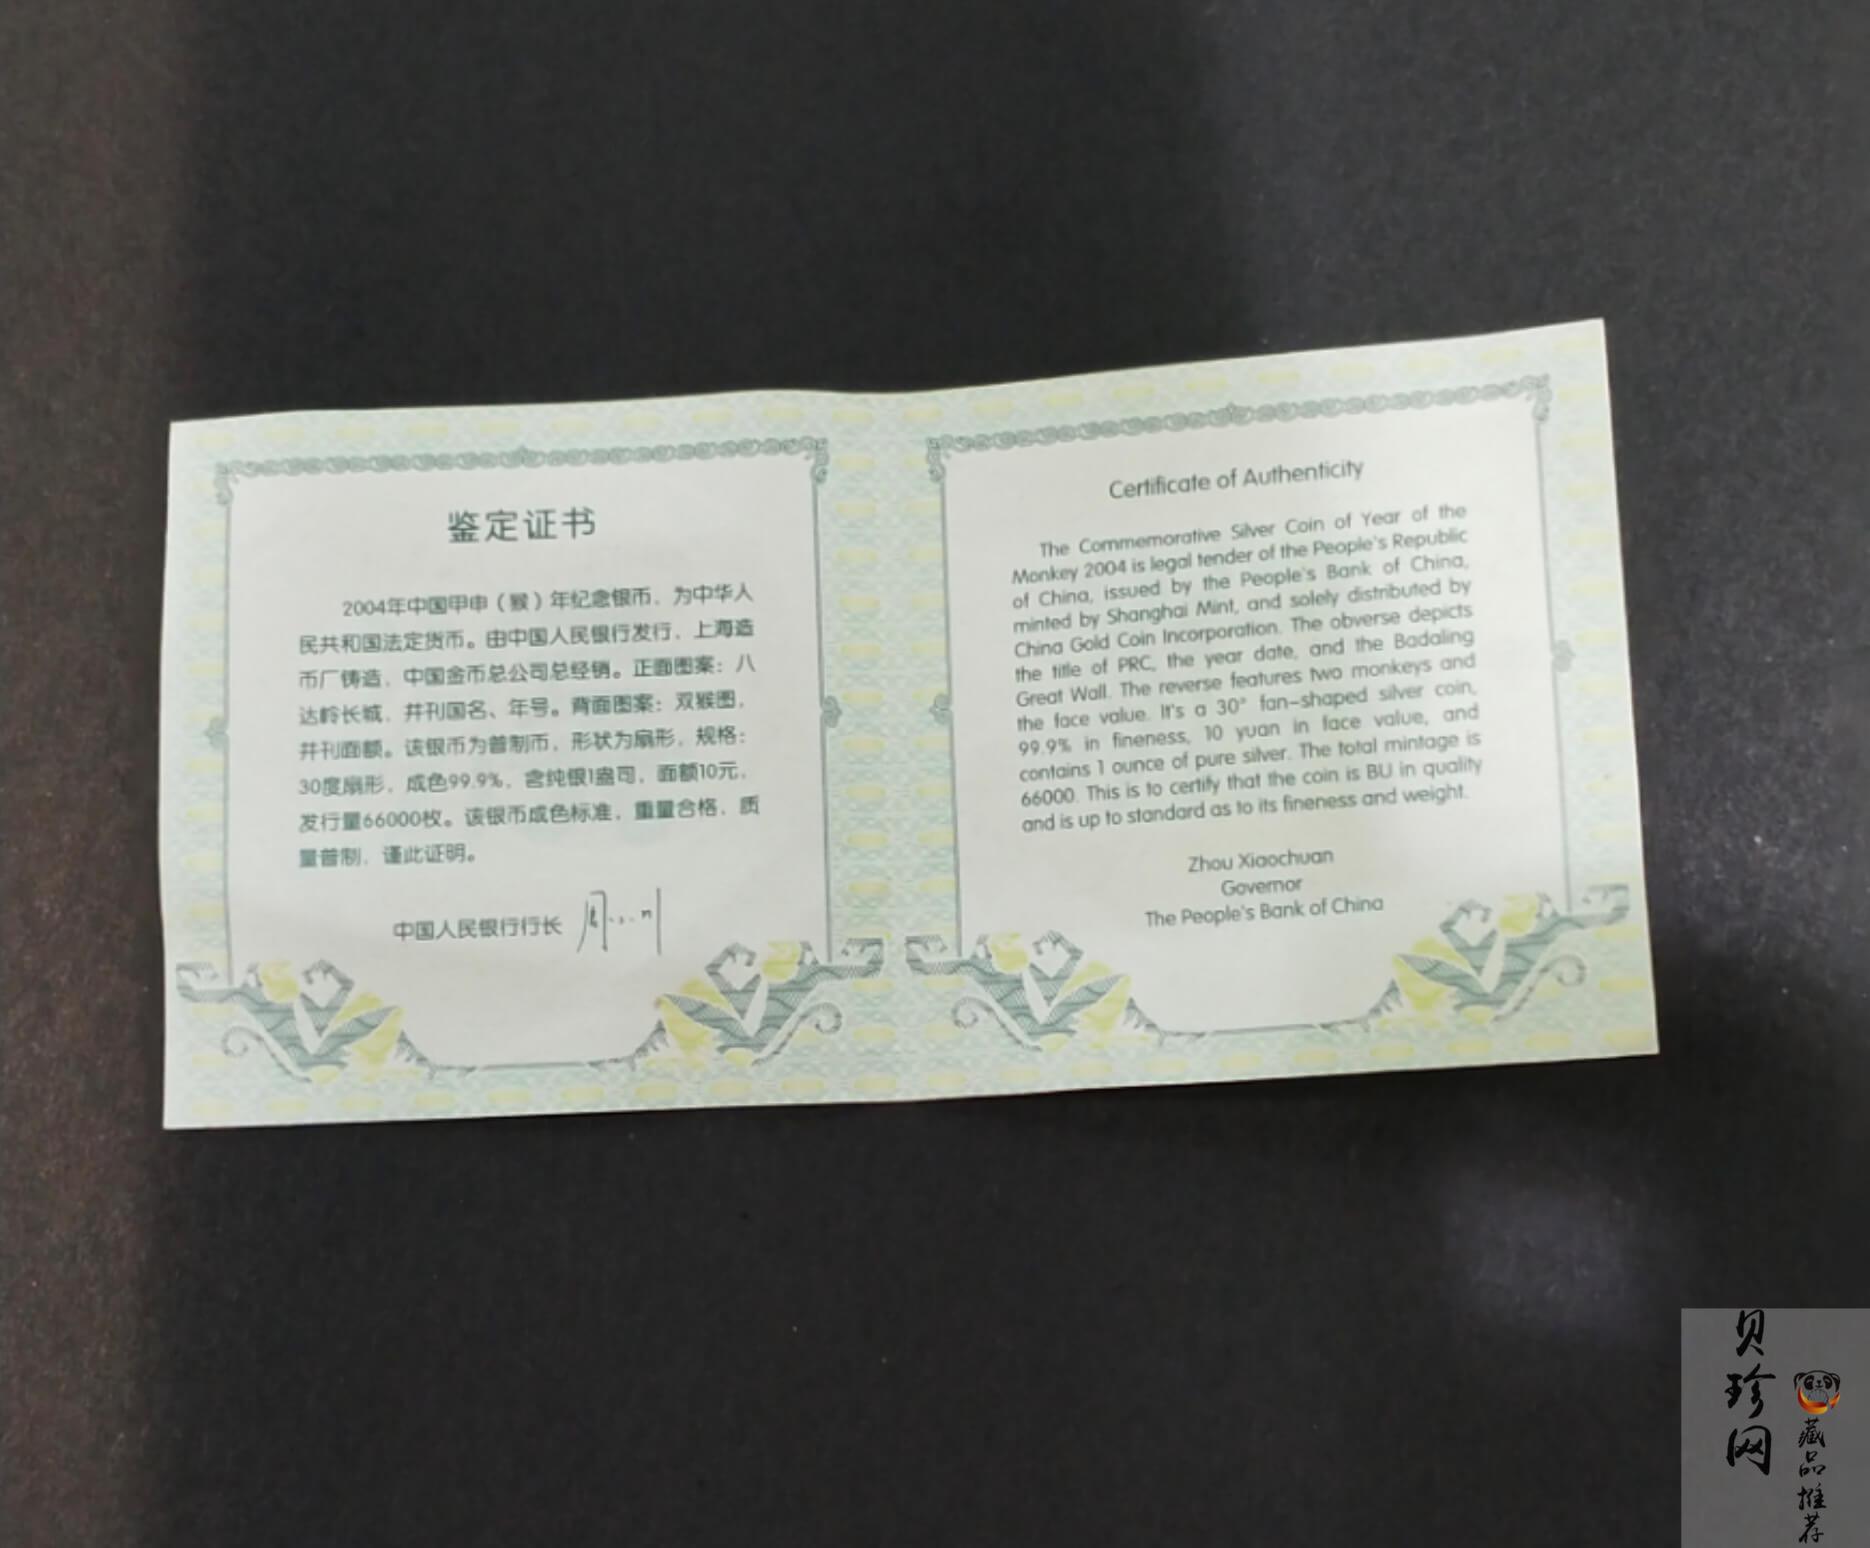 鉴定证书
2004年中国甲申（猴）年纪念银币，为中华人
民共和国法定货币。由中国人民银行发行，上海造
币厂铸造，中国金币总公司总经销。正面图案：八
达岭长城，并刊国名、年号。背面图案：双猴图，
并刊面额。该银币为普制币，形状为扇形，规格：
30度扇形，成色99.9%，含纯银1盎司，面额10元，
发行量66000枚。该银币成色标准，重量合格，质
量普制，谨此证明。
中国人民银行行长 周小川
Certificate of Authenticity
The Commemorative Silver Coin of Year of the
Monkey 2004 is legal tender of the People's Republic
of China, issued by the People's Bank of China,
minted by Shanghai Mint, and solely distributed by
China Gold Coin Incorporation. The obverse depicts
the title of PRC, the year date, and the Badaling
Great Wall. The reverse features two monkeys and
the face value. It's a 30° fan-shaped silver coin,
99.9% in fineness, 10 yuan in face value, and
contains 1 ounce of pure silver. The total mintage is
66000. This is to certify that the coin is BU in quality
and is up to standard as to its fineness and weight.
Zhou Xiaochuan
Governor
The People's Bank of China
贝珍网
藏品推荐